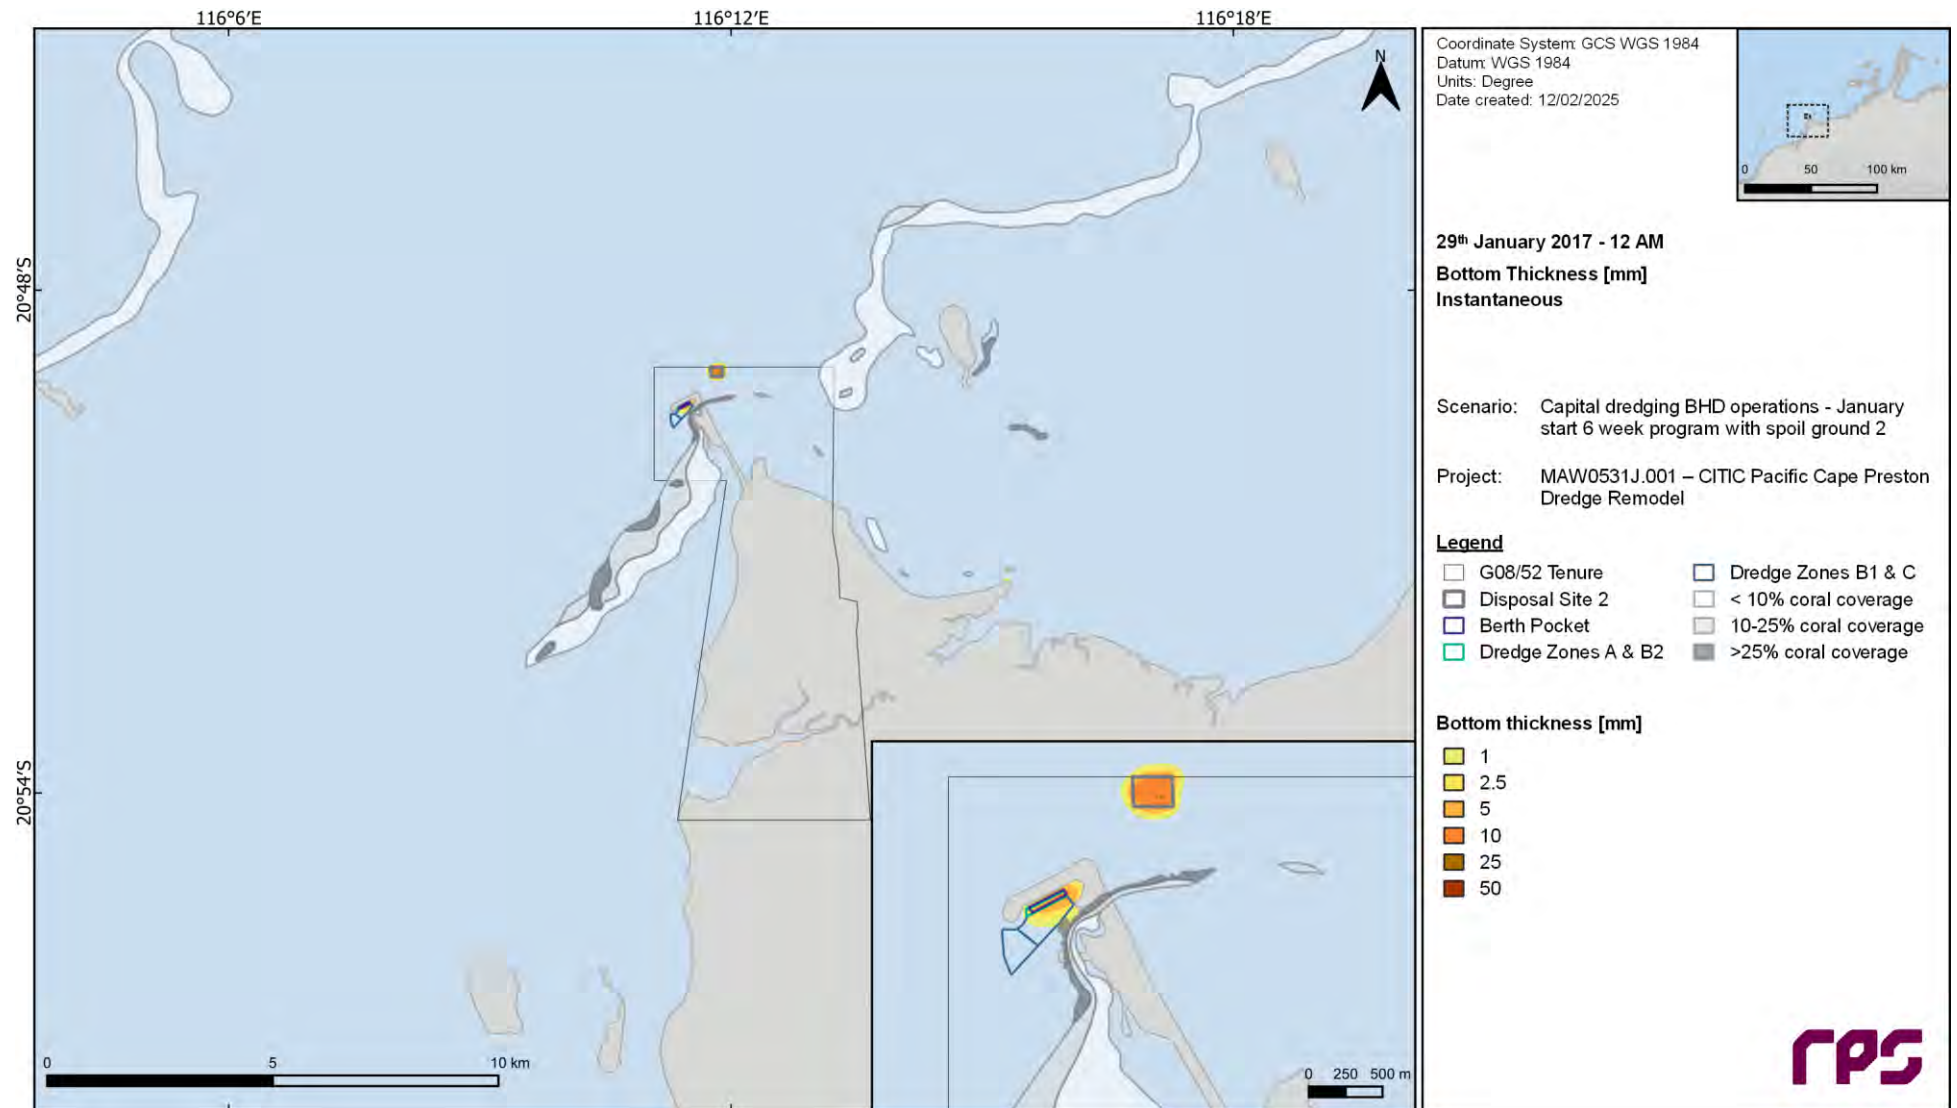 116°6'E
116°12'E
116°18'E
20°48'S
20°54'S
N
0 5 10 km
0 250 500 m
Coordinate System: GCS WGS 1984
Datum: WGS 1984
Units: Degree
Date created: 12/02/2025
0 50 100 km
29th January 2017 - 12 AM
Bottom Thickness [mm]
Instantaneous
Scenario: Capital dredging BHD operations - January
start 6 week program with spoil ground 2
Project: MAW0531J.001 – CITIC Pacific Cape Preston
Dredge Remodel
Legend
G08/52 Tenure
Disposal Site 2
Berth Pocket
Dredge Zones A & B2
Dredge Zones B1 & C
< 10% coral coverage
10-25% coral coverage
>25% coral coverage
Bottom thickness [mm]
1
2.5
5
10
25
50
rps